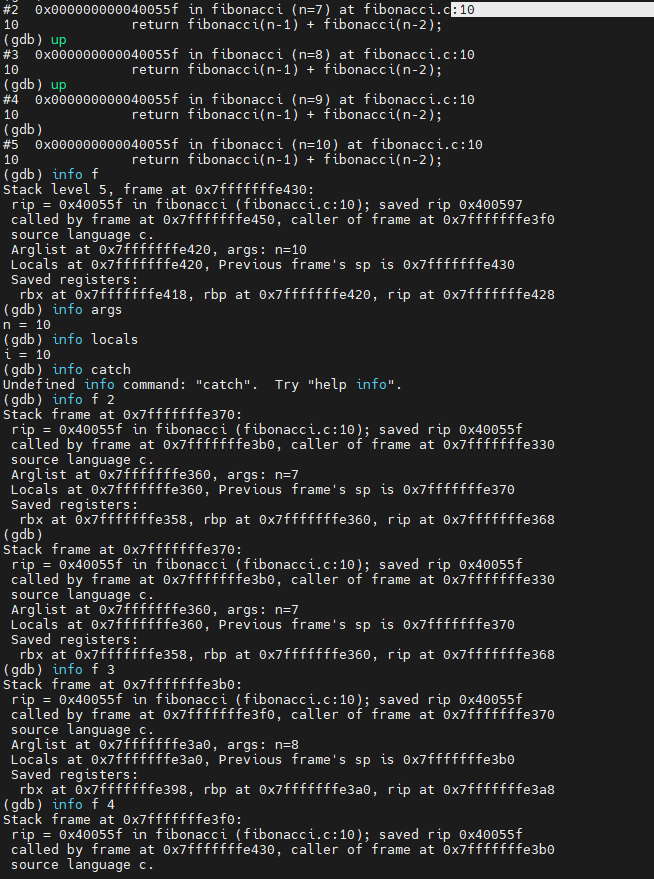 #2  0x000000000040055f in fibonacci (n=7) at fibonacci.c:10
10              return fibonacci(n-1) + fibonacci(n-2);
(gdb) up
#3  0x000000000040055f in fibonacci (n=8) at fibonacci.c:10
10              return fibonacci(n-1) + fibonacci(n-2);
(gdb) up
#4  0x000000000040055f in fibonacci (n=9) at fibonacci.c:10
10              return fibonacci(n-1) + fibonacci(n-2);
(gdb)
#5  0x000000000040055f in fibonacci (n=10) at fibonacci.c:10
10              return fibonacci(n-1) + fibonacci(n-2);
(gdb) info f
Stack level 5, frame at 0x7fffffffe430:
 rip = 0x40055f in fibonacci (fibonacci.c:10); saved rip 0x400597
 called by frame at 0x7fffffffe450, caller of frame at 0x7fffffffe3f0
 source language c.
 Arglist at 0x7fffffffe420, args: n=10
 Locals at 0x7fffffffe420, Previous frame's sp is 0x7fffffffe430
 Saved registers:
  rbx at 0x7fffffffe418, rbp at 0x7fffffffe420, rip at 0x7fffffffe428
(gdb) info args
n = 10
(gdb) info locals
i = 10
(gdb) info catch
Undefined info command: "catch".  Try "help info".
(gdb) info f 2
Stack frame at 0x7fffffffe370:
 rip = 0x40055f in fibonacci (fibonacci.c:10); saved rip 0x40055f
 called by frame at 0x7fffffffe3b0, caller of frame at 0x7fffffffe330
 source language c.
 Arglist at 0x7fffffffe360, args: n=7
 Locals at 0x7fffffffe360, Previous frame's sp is 0x7fffffffe370
 Saved registers:
  rbx at 0x7fffffffe358, rbp at 0x7fffffffe360, rip at 0x7fffffffe368
(gdb)
Stack frame at 0x7fffffffe370:
 rip = 0x40055f in fibonacci (fibonacci.c:10); saved rip 0x40055f
 called by frame at 0x7fffffffe3b0, caller of frame at 0x7fffffffe330
 source language c.
 Arglist at 0x7fffffffe360, args: n=7
 Locals at 0x7fffffffe360, Previous frame's sp is 0x7fffffffe370
 Saved registers:
  rbx at 0x7fffffffe358, rbp at 0x7fffffffe360, rip at 0x7fffffffe368
(gdb) info f 3
Stack frame at 0x7fffffffe3b0:
 rip = 0x40055f in fibonacci (fibonacci.c:10); saved rip 0x40055f
 called by frame at 0x7fffffffe3f0, caller of frame at 0x7fffffffe370
 source language c.
 Arglist at 0x7fffffffe3a0, args: n=8
 Locals at 0x7fffffffe3a0, Previous frame's sp is 0x7fffffffe3b0
 Saved registers:
  rbx at 0x7fffffffe398, rbp at 0x7fffffffe3a0, rip at 0x7fffffffe3a8
(gdb) info f 4
Stack frame at 0x7fffffffe3f0:
 rip = 0x40055f in fibonacci (fibonacci.c:10); saved rip 0x40055f
 called by frame at 0x7fffffffe430, caller of frame at 0x7fffffffe3b0
 source language c.